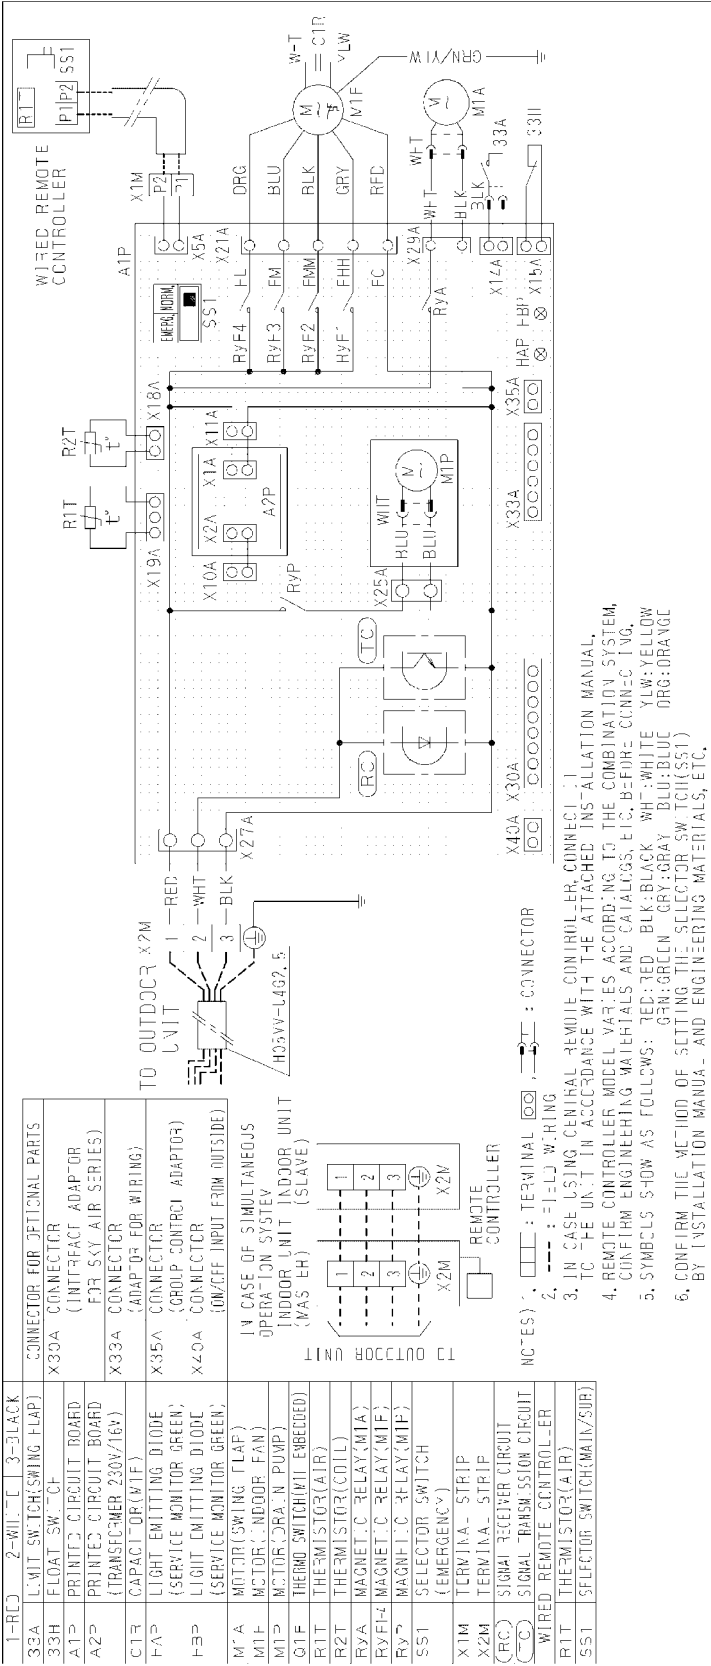 1-RED 2-WHITE 3-BLACK
33A LIMIT SWITCH(SWING FLAP)
33H FLOAT SWITCH
A1P PRINTED CIRCUIT BOARD
A2P PRINTED CIRCUIT BOARD
(TRANSFORMER 230V/16V)
C1R CAPACITOR(M1F)
HAP LIGHT EMITTING DIODE
(SERVICE MONITOR GREEN)
HBP LIGHT EMITTING DIODE
(SERVICE MONITOR GREEN)
M1A MOTOR(SWING FLAP)
M1F MOTOR(INDOOR FAN)
M1P MOTOR(DRAIN PUMP)
Q1F THERMO SWITCH(M1F EMBEDDED)
R1T THERMISTOR(AIR)
R2T THERMISTOR(COIL)
RyA MAGNETIC RELAY(M1A)
RyF1-4 MAGNETIC RELAY(M1F)
RyP MAGNETIC RELAY(M1P)
SS1 SELECTOR SWITCH
(EMERGENCY)
X1M TERMINAL STRIP
X2M TERMINAL STRIP
(RC) SIGNAL RECEIVER CIRCUIT
(TC) SIGNAL TRANSMISSION CIRCUIT
WIRED REMOTE CONTROLLER
R1T THERMISTOR(AIR)
SS1 SELECTOR SWITCH(MAIN/SUB)
CONNECTOR FOR OPTIONAL PARTS
X30A CONNECTOR
(INTERFACE ADAPTOR
FOR SKY AIR SERIES)
X33A CONNECTOR
(ADAPTOR FOR WIRING)
X35A CONNECTOR
(GROUP CONTROL ADAPTOR)
X40A CONNECTOR
(ON/OFF INPUT FROM OUTSIDE)
IN CASE OF SIMULTANEOUS
OPERATION SYSTEM
INDOOR UNIT INDOOR UNIT
(MASTER) (SLAVE)
1 1
2 2
3 3
X2M X2M
REMOTE
CONTROLLER
TO OUTDOOR UNIT
NOTES) 1. : TERMINAL , : CONNECTOR
2. : FIELD WIRING
3. IN CASE USING CENTRAL REMOTE CONTROLLER, CONNECT IT
TO THE UNIT IN ACCORDANCE WITH THE ATTACHED INSTALLATION MANUAL.
4. REMOTE CONTROLLER MODEL VARIES ACCORDING TO THE COMBINATION SYSTEM,
CONFIRM ENGINEERING MATERIALS AND CATALOGS, ETC. BEFORE CONNECTING.
5. SYMBOLS SHOW AS FOLLOWS: RED:RED BLK:BLACK WHT:WHITE YLW:YELLOW
GRN:GREEN GRY:GRAY BLU:BLUE ORG:ORANGE
6. CONFIRM THE METHOD OF SETTING THE SELECTOR SWITCH(SS1)
BY INSTALLATION MANUAL AND ENGINEERING MATERIALS, ETC.
TO OUTDOOR X2M
UNIT
1 RED
2 WHT
3 BLK
H05VV-U4G2.5
X27A
RC
TC
X40A
X30A
X19A
X18A
R1T
t°
R2T
t°
X10A
X2A
X1A
X11A
A2P
RyP
X25A
BLU
BLU
WHT
M
~
M1P
X33A
X35A
HAP HBP
A1P
EMERG. NORM.
SS1
RyF4
RyF3
RyF2
RyF1
RyA
HL
FM
FMM
FHH
FC
X5A
X21A
X29A
X14A
X15A
X1M
P2
P1
WIRED REMOTE
CONTROLLER
R1T
SS1
P1 P2
ORG
BLU
BLK
GRY
RED
M
~
M1F
W-T
C1R
YLW
GRN/YLW
WHT
BLK
WHT
BLK
M
~
M1A
33A
33H